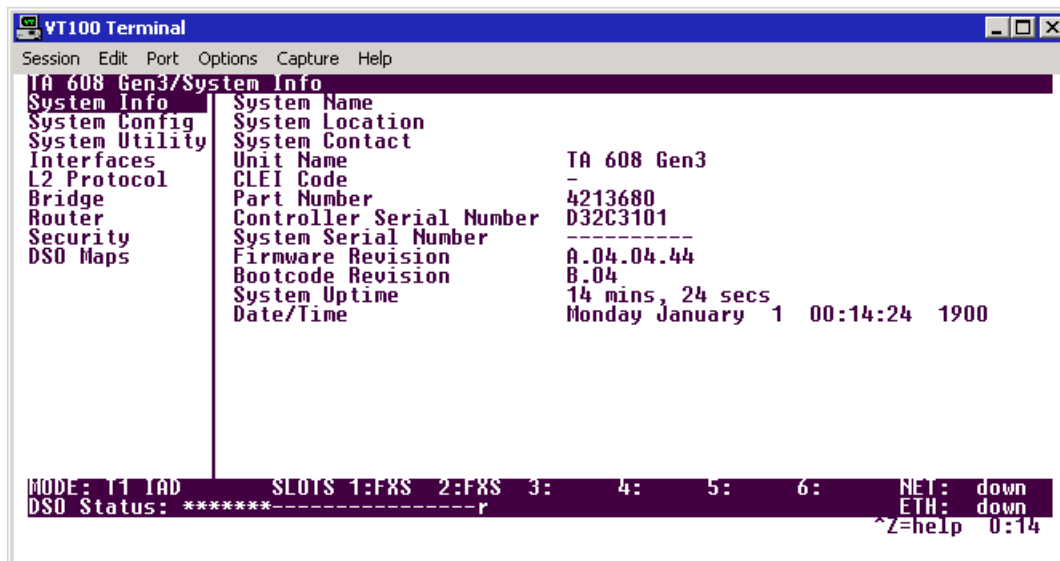 VT100 Terminal
Session Edit Port Options Capture Help
TA 608 Gen3/System Info
System Info System Name
System Config System Location
System Utility System Contact
Interfaces Unit Name TA 608 Gen3
L2 Protocol CLEI Code -
Bridge Part Number 4213680
Router Controller Serial Number D32C3101
Security System Serial Number ----------
DS0 Maps Firmware Revision A.04.04.44
Bootcode Revision B.04
System Uptime 14 mins, 24 secs
Date/Time Monday January 1 00:14:24 1900
MODE: T1 IAD SLOTS 1:FXS 2:FXS 3: 4: 5: 6: NET: down
DS0 Status: *******----------------r ETH: down
^Z=help 0:14